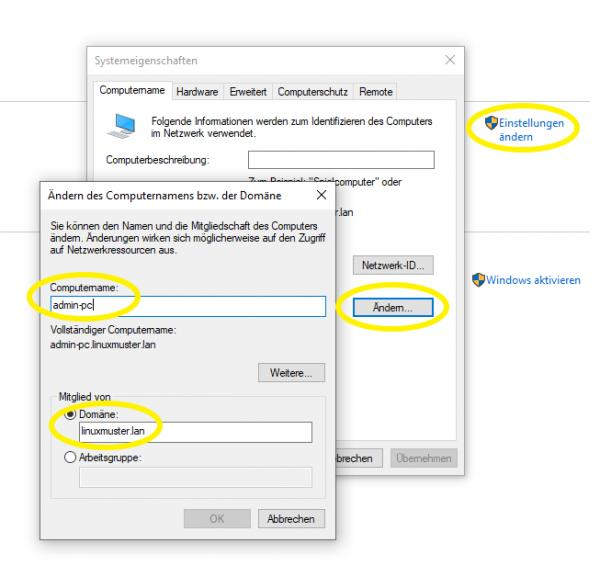 Systemeigenschaften
Computername
Hardware
Erweitert
Computerschutz
Remote
Folgende Informationen werden zum Identifizieren des Computers
im Netzwerk verwendet.
Computerbeschreibung:
Zum Beispiel: "Spielcomputer" oder
.lan
Netzwerk-ID...
Ändern...
Übernehmen
Einstellungen
ändern
Windows aktivieren
Ändern des Computernamens bzw. der Domäne
Sie können den Namen und die Mitgliedschaft des Computers
ändern. Änderungen wirken sich möglicherweise auf den Zugriff
auf Netzwerkressourcen aus.
Computername:
admin-pc
Vollständiger Computername:
admin-pc.linuxmuster.lan
Weitere...
Mitglied von
Domäne:
linuxmuster.lan
Arbeitsgruppe:
OK
Abbrechen